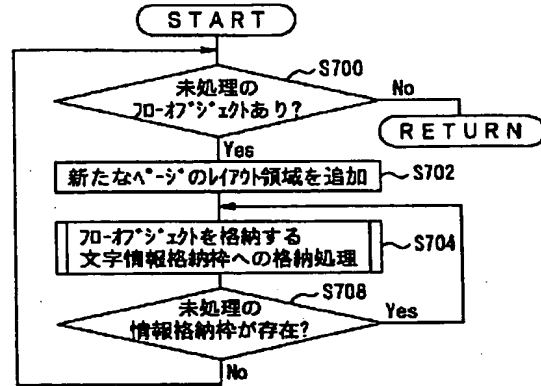 START
S700
未処理の
フローオブジェクトあり?
No
RETURN
Yes
新たなページのレイアウト領域を追加
S702
フローオブジェクトを格納する
文字情報格納枠への格納処理
S704
S708
未処理の
情報格納枠が存在?
Yes
No